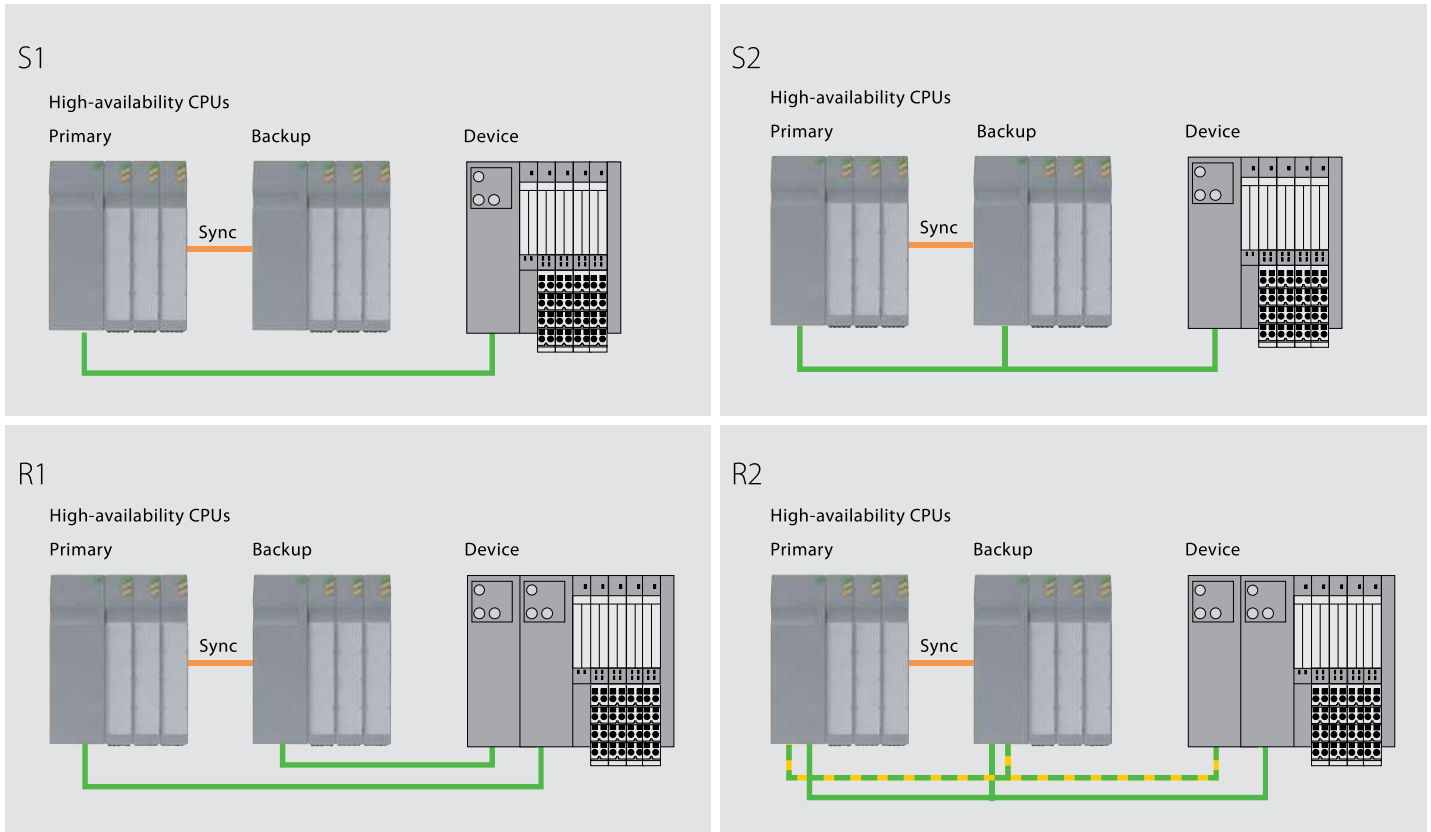 S1
High-availability CPUs
Primary Backup Device
Sync
S2
High-availability CPUs
Primary Backup Device
Sync
R1
High-availability CPUs
Primary Backup Device
Sync
R2
High-availability CPUs
Primary Backup Device
Sync